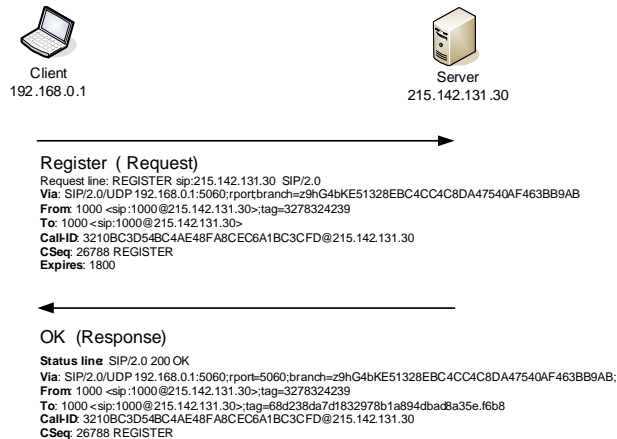 Client
192.168.0.1
Server
215.142.131.30
Register ( Request)
Request line: REGISTER sip:215.142.131.30 SIP/2.0
Via: SIP/2.0/UDP 192.168.0.1:5060;rport;branch=z9hG4bKE51328EBC4CC4C8DA47540AF463BB9AB
From: 1000 <sip:1000@215.142.131.30>;tag=3278324239
To: 1000 <sip:1000@215.142.131.30>
Call-ID: 3210BC3D54BC4AE48FA8CEC6A1BC3CFD@215.142.131.30
CSeq: 26788 REGISTER
Expires: 1800
OK (Response)
Status line: SIP/2.0 200 OK
Via: SIP/2.0/UDP 192.168.0.1:5060;rport=5060;branch=z9hG4bKE51328EBC4CC4C8DA47540AF463BB9AB;
From: 1000 <sip:1000@215.142.131.30>;tag=3278324239
To: 1000 <sip:1000@215.142.131.30>;tag=68d238da7d1832978b1a894dbad8a35e.f6b8
Call-ID: 3210BC3D54BC4AE48FA8CEC6A1BC3CFD@215.142.131.30
CSeq: 26788 REGISTER